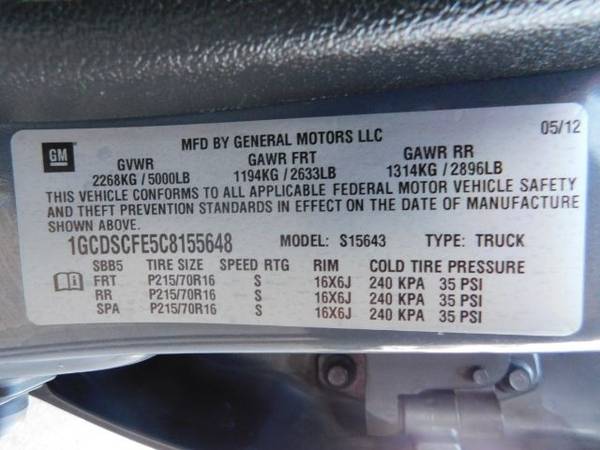 05/12
GM MFD BY GENERAL MOTORS LLC
GVWR GAWR FRT GAWR RR
2268KG / 5000LB 1194KG / 2633LB 1314KG / 2896LB
THIS VEHICLE CONFORMS TO ALL APPLICABLE FEDERAL MOTOR VEHICLE SAFETY
AND THEFT PREVENTION STANDARDS IN EFFECT ON THE DATE OF MANUFACTURE
SHOWN ABOVE.
1GCDSCFE5C8155648 MODEL: S15643 TYPE: TRUCK
SBB5 TIRE SIZE SPEED RTG RIM COLD TIRE PRESSURE
FRT P215/70R16 S 16X6J 240 KPA 35 PSI
RR P215/70R16 S 16X6J 240 KPA 35 PSI
SPA P215/70R16 S 16X6J 240 KPA 35 PSI